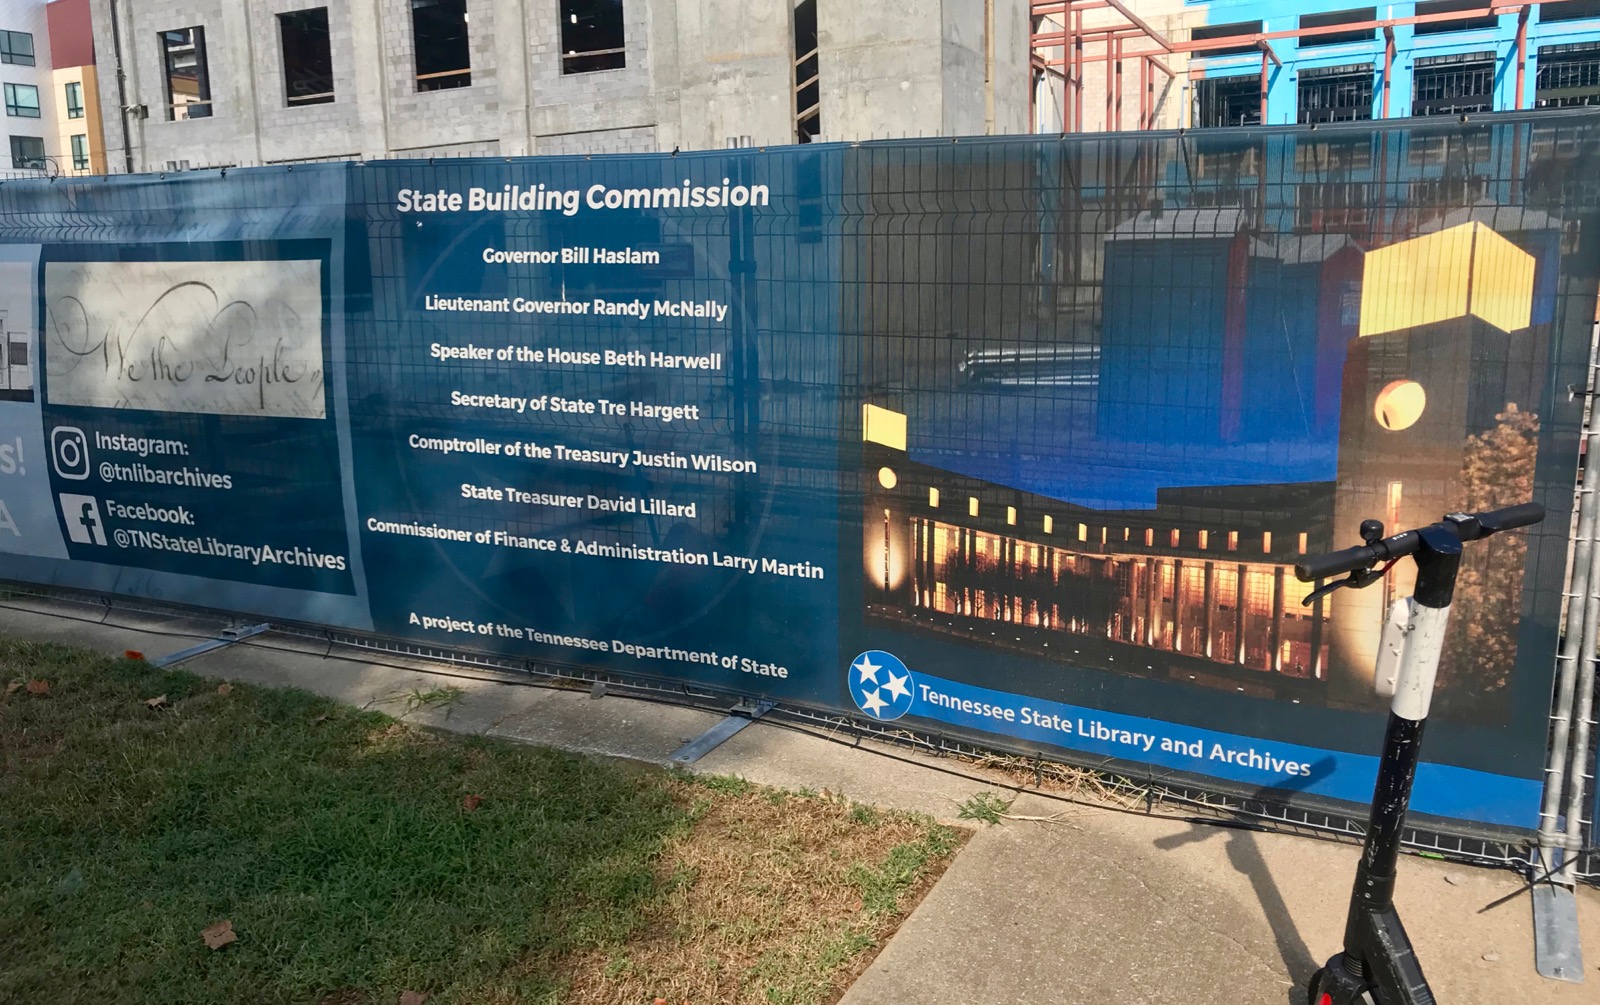 s!
A
We the People
Instagram:
@tnlibarchives
Facebook:
@TNStateLibraryArchives
State Building Commission
Governor Bill Haslam
Lieutenant Governor Randy McNally
Speaker of the House Beth Harwell
Secretary of State Tre Hargett
Comptroller of the Treasury Justin Wilson
State Treasurer David Lillard
Commissioner of Finance & Administration Larry Martin
A project of the Tennessee Department of State
Tennessee State Library and Archives